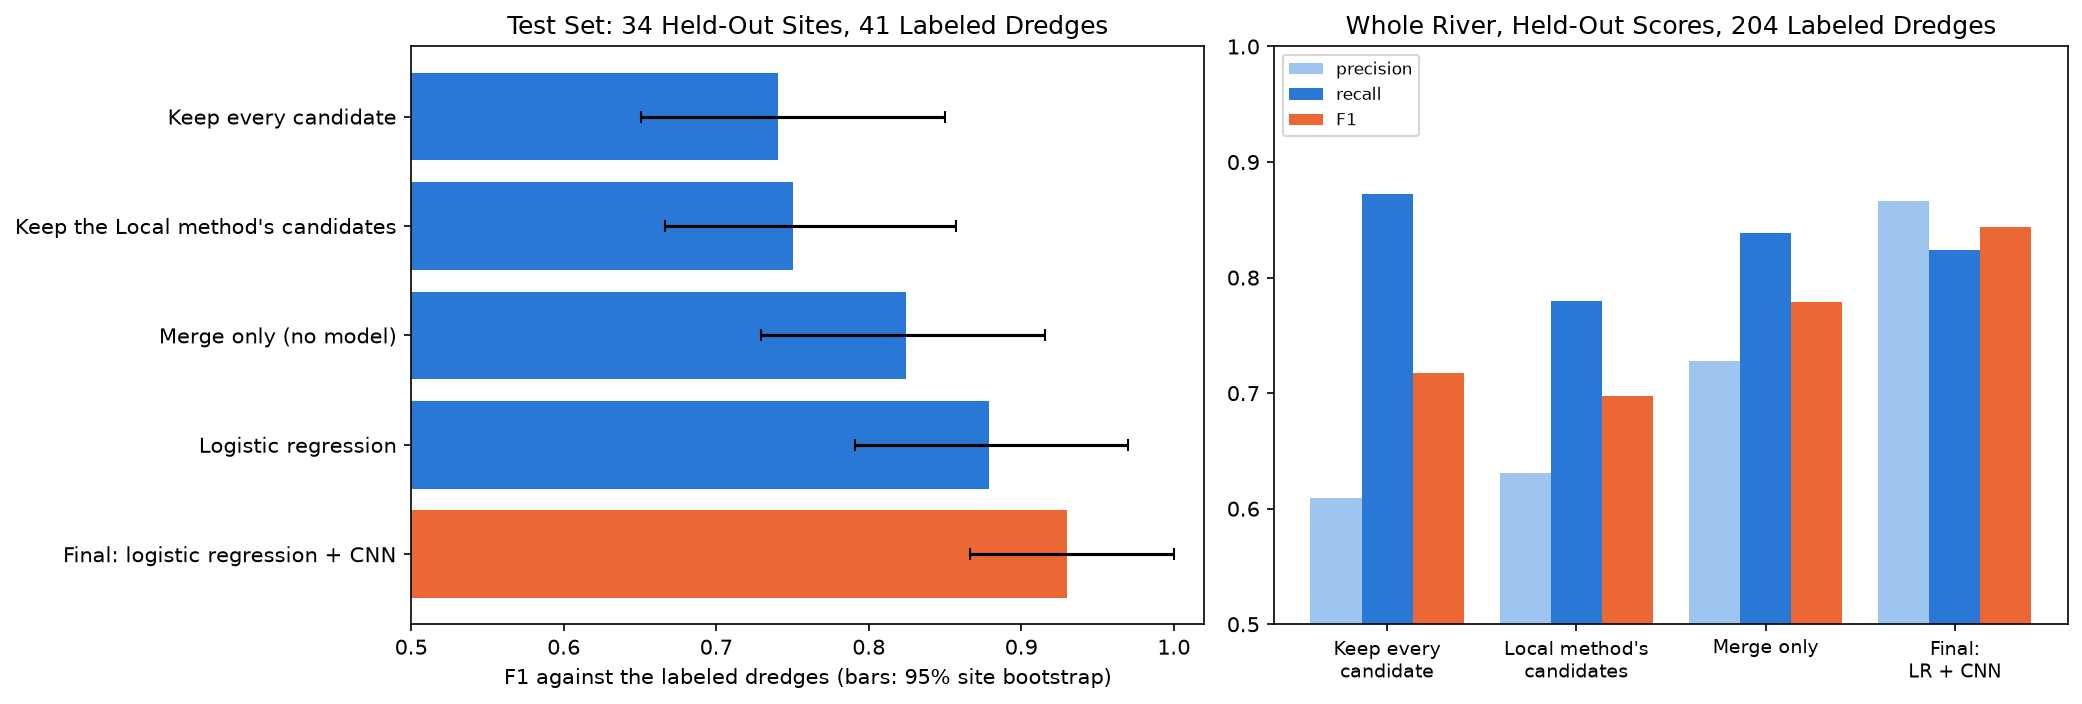 Test Set: 34 Held-Out Sites, 41 Labeled Dredges
Keep every candidate
Keep the Local method's candidates
Merge only (no model)
Logistic regression
Final: logistic regression + CNN
0.5 0.6 0.7 0.8 0.9 1.0
F1 against the labeled dredges (bars: 95% site bootstrap)
Whole River, Held-Out Scores, 204 Labeled Dredges
1.0
0.9
0.8
0.7
0.6
0.5
precision
recall
F1
Keep every
candidate
Local method's
candidates
Merge only
Final:
LR + CNN